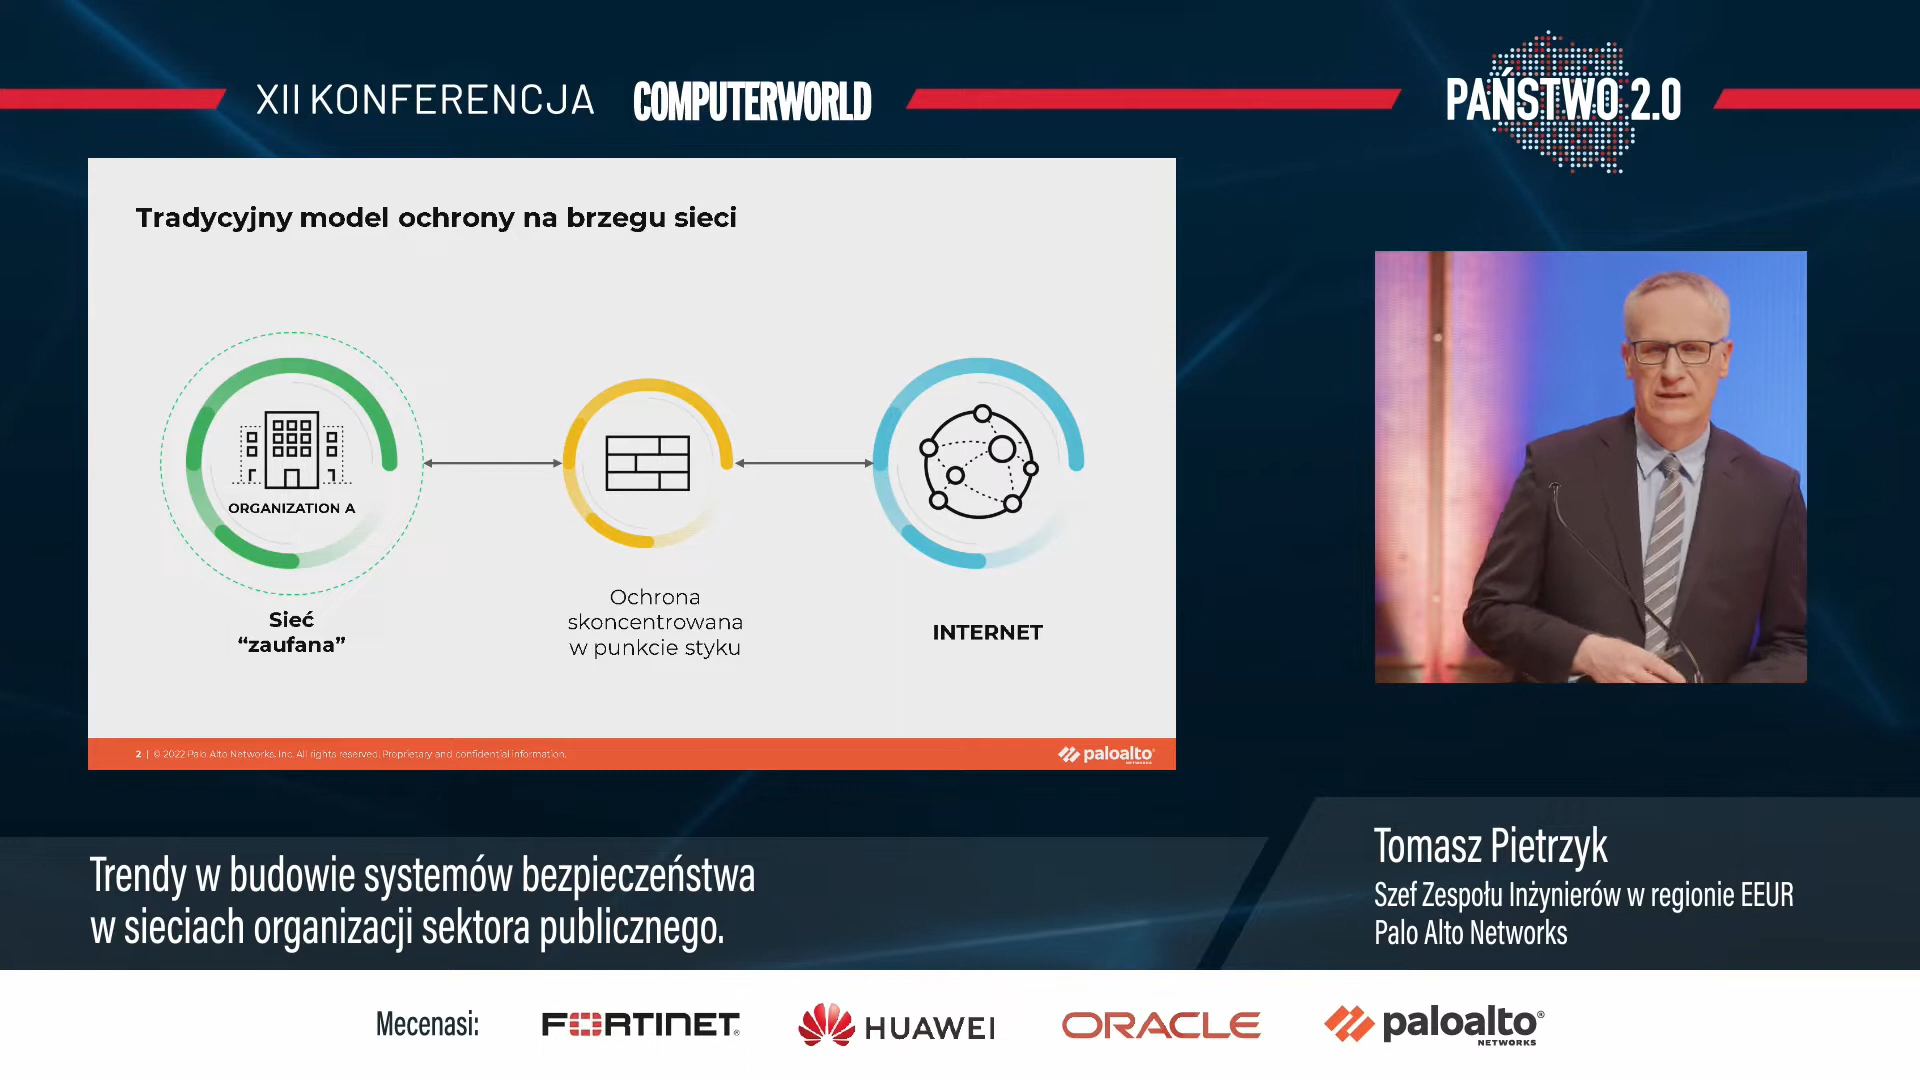 XII KONFERENCJA COMPUTERWORLD
PAŃSTWO 2.0
Tradycyjny model ochrony na brzegu sieci
ORGANIZATION A
Sieć
“zaufana”
Ochrona
skoncentrowana
w punkcie styku
INTERNET
2 | © 2022 Palo Alto Networks, Inc. All rights reserved. Proprietary and confidential information.
paloalto®
NETWORKS
Trendy w budowie systemów bezpieczeństwa
w sieciach organizacji sektora publicznego.
Tomasz Pietrzyk
Szef Zespołu Inżynierów w regionie EEUR
Palo Alto Networks
Mecenasi: FORTINET® HUAWEI ORACLE paloalto®
NETWORKS